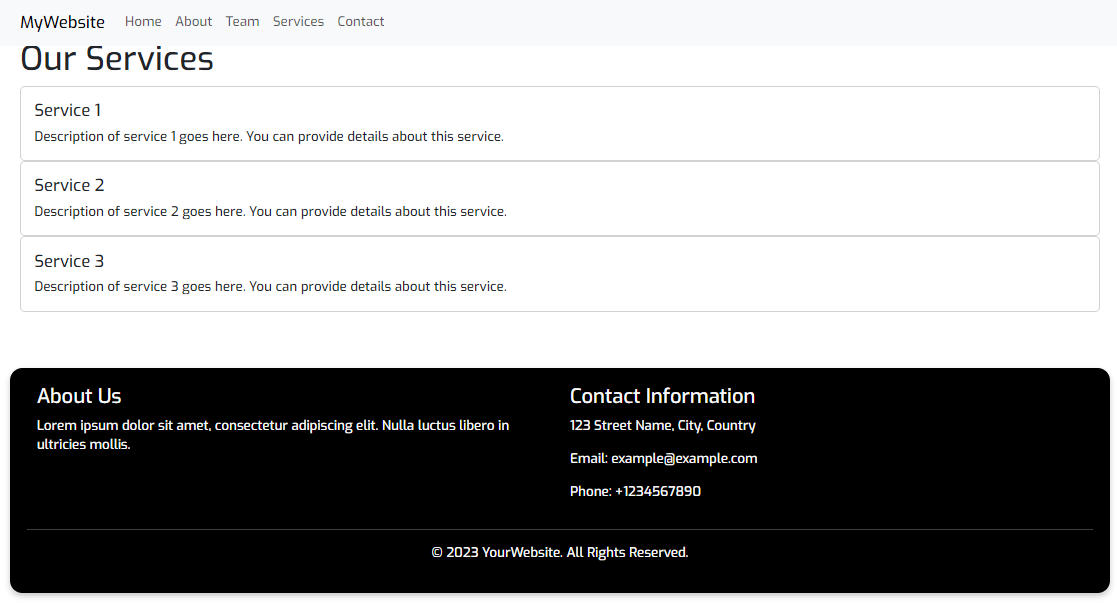 MyWebsite Home About Team Services Contact
Our Services
Service 1
Description of service 1 goes here. You can provide details about this service.
Service 2
Description of service 2 goes here. You can provide details about this service.
Service 3
Description of service 3 goes here. You can provide details about this service.
About Us
Lorem ipsum dolor sit amet, consectetur adipiscing elit. Nulla luctus libero in
ultricies mollis.
Contact Information
123 Street Name, City, Country
Email: example@example.com
Phone: +1234567890
© 2023 YourWebsite. All Rights Reserved.